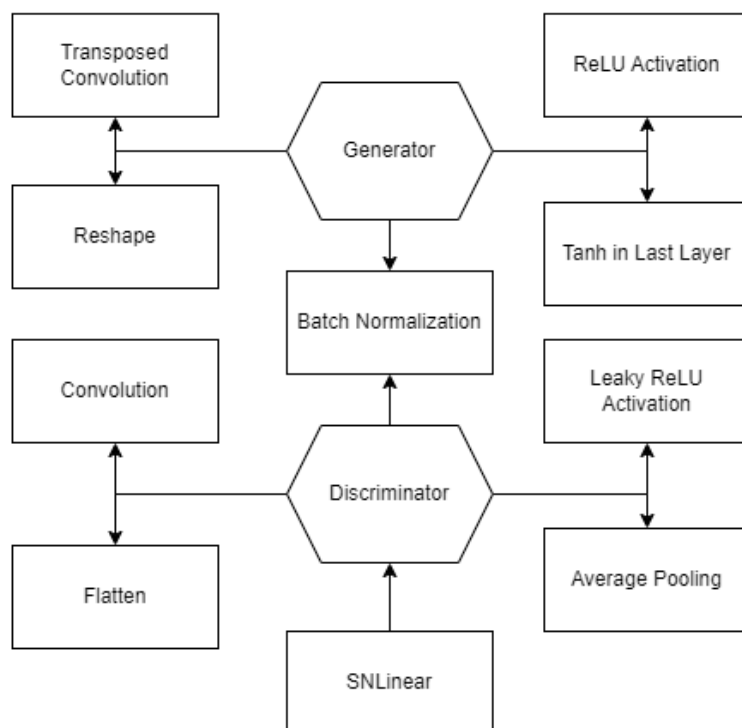 Transposed
Convolution
ReLU Activation
Generator
Reshape
Tanh in Last Layer
Batch Normalization
Convolution
Leaky ReLU
Activation
Discriminator
Flatten
Average Pooling
SNLinear